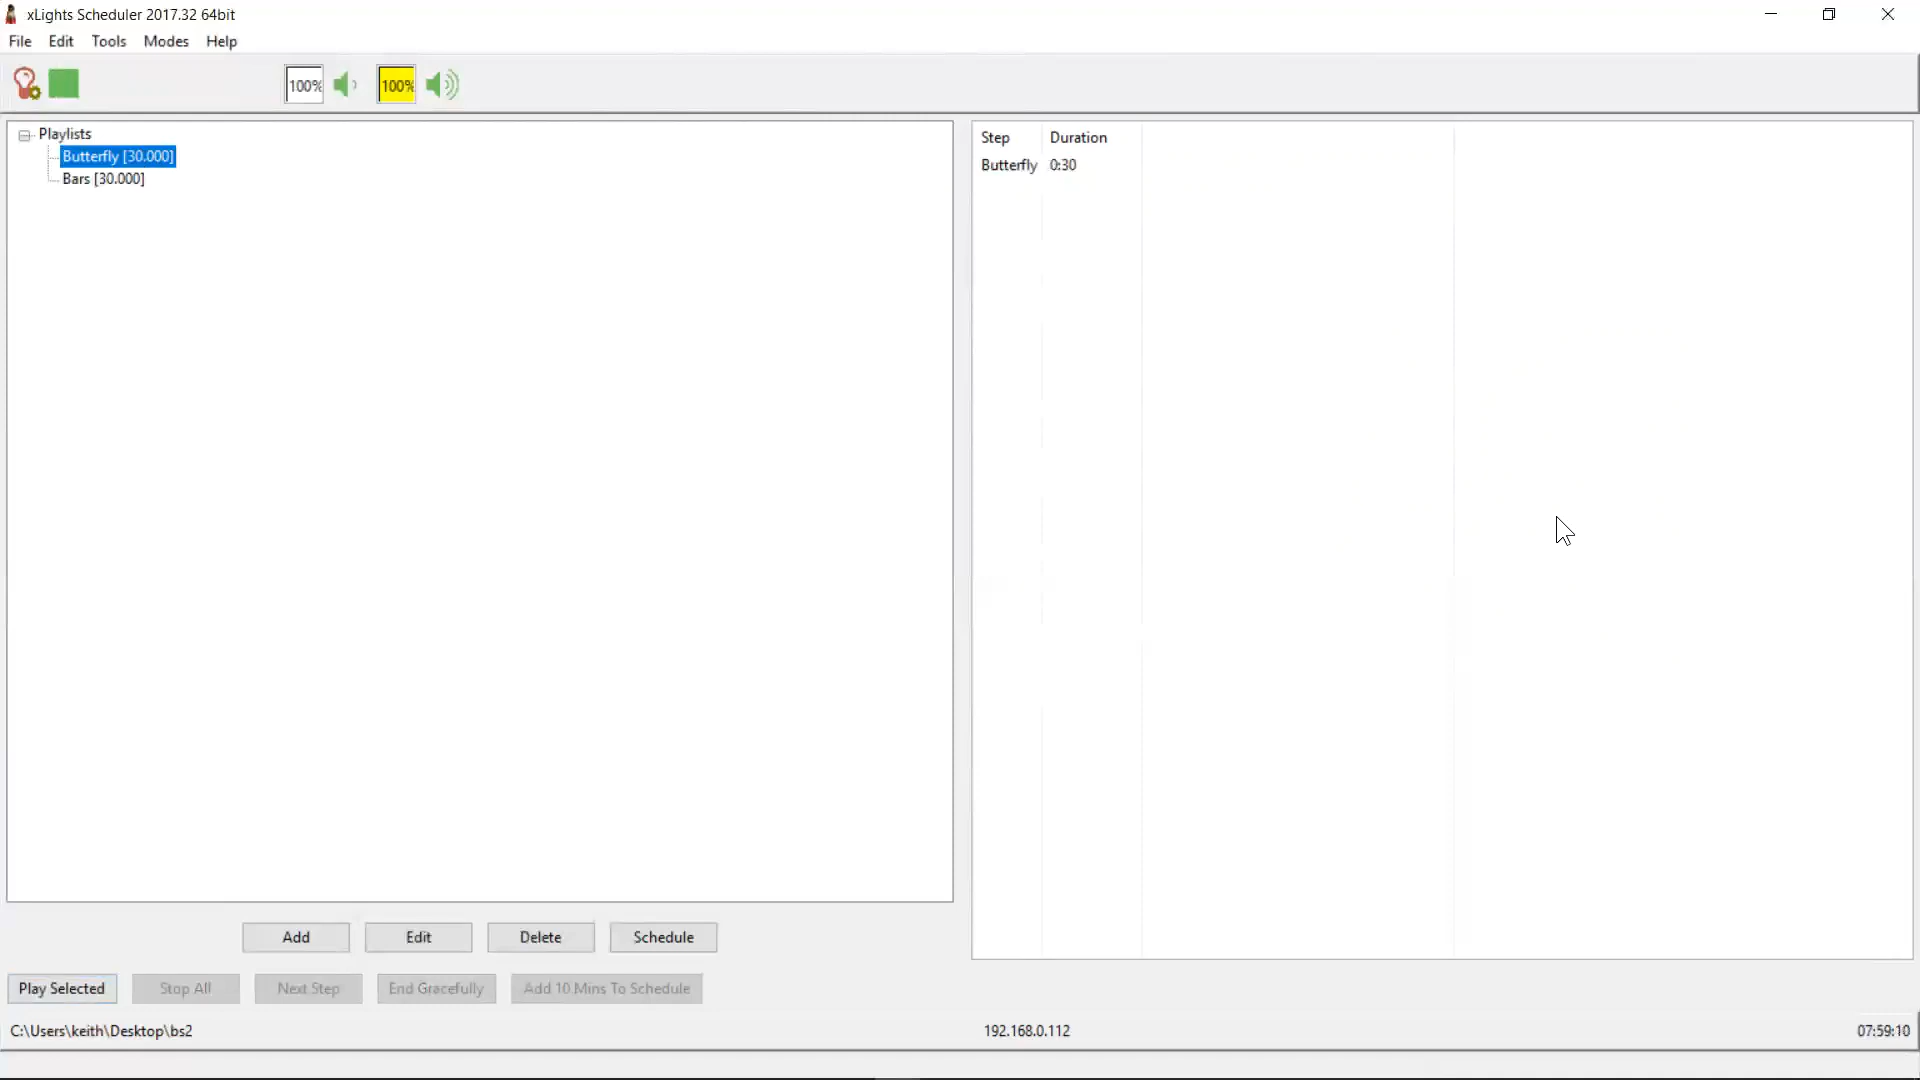 xLights Scheduler 2017.32 64bit
File Edit Tools Modes Help
100% 100%
Playlists
Butterfly [30.000]
Bars [30.000]
Step Duration
Butterfly 0:30
Add Edit Delete Schedule
Play Selected Stop All Next Step End Gracefully Add 10 Mins To Schedule
C:\Users\keith\Desktop\bs2 192.168.0.112 07:59:10